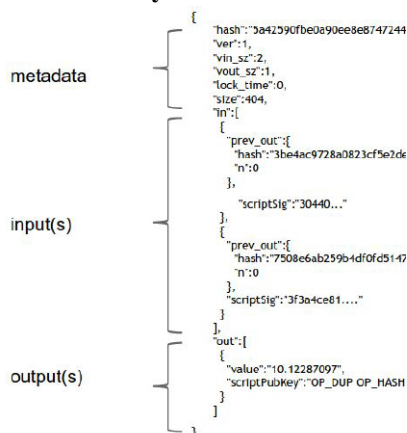 {
"hash":"5a42590fbe0a90ee8e8747244
metadata
"ver":1,
"vin_sz":2,
"vout_sz":1,
"lock_time":0,
"size":404,
"in":[
{
"prev_out":{
"hash":"3be4ac9728a0823cf5e2de
"n":0
},
"scriptSig":"30440..."
},
input(s)
{
"prev_out":{
"hash":"7508e6ab259b4df0fd5147
"n":0
},
"scriptSig":"3f3a4ce81...."
}
],
"out":[
output(s)
{
"value":"10.12287097",
"scriptPubKey":"OP_DUP OP_HASH
}
]
}